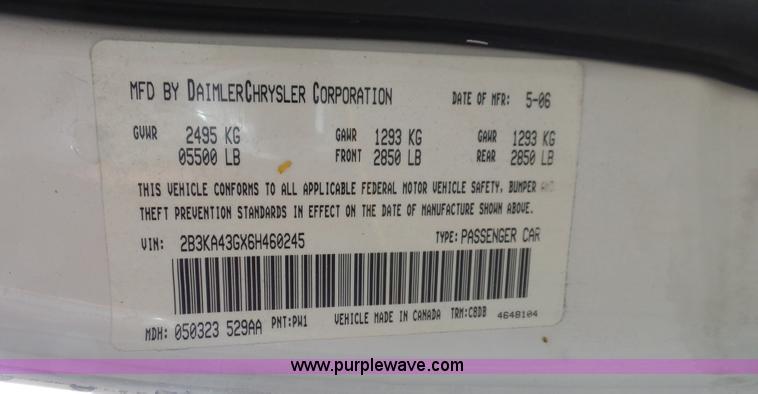 MFD BY DAIMLERCHRYSLER CORPORATION DATE OF MFR: 5-06
GVWR 2495 KG GAWR 1293 KG GAWR 1293 KG
05500 LB FRONT 2850 LB REAR 2850 LB
THIS VEHICLE CONFORMS TO ALL APPLICABLE FEDERAL MOTOR VEHICLE SAFETY, BUMPER AND
THEFT PREVENTION STANDARDS IN EFFECT ON THE DATE OF MANUFACTURE SHOWN ABOVE.
VIN: 2B3KA43GX6H460245 TYPE: PASSENGER CAR
MDH: 050323 529AA PNT:PW1 VEHICLE MADE IN CANADA TRM:C8DB 4648104
www.purplewave.com